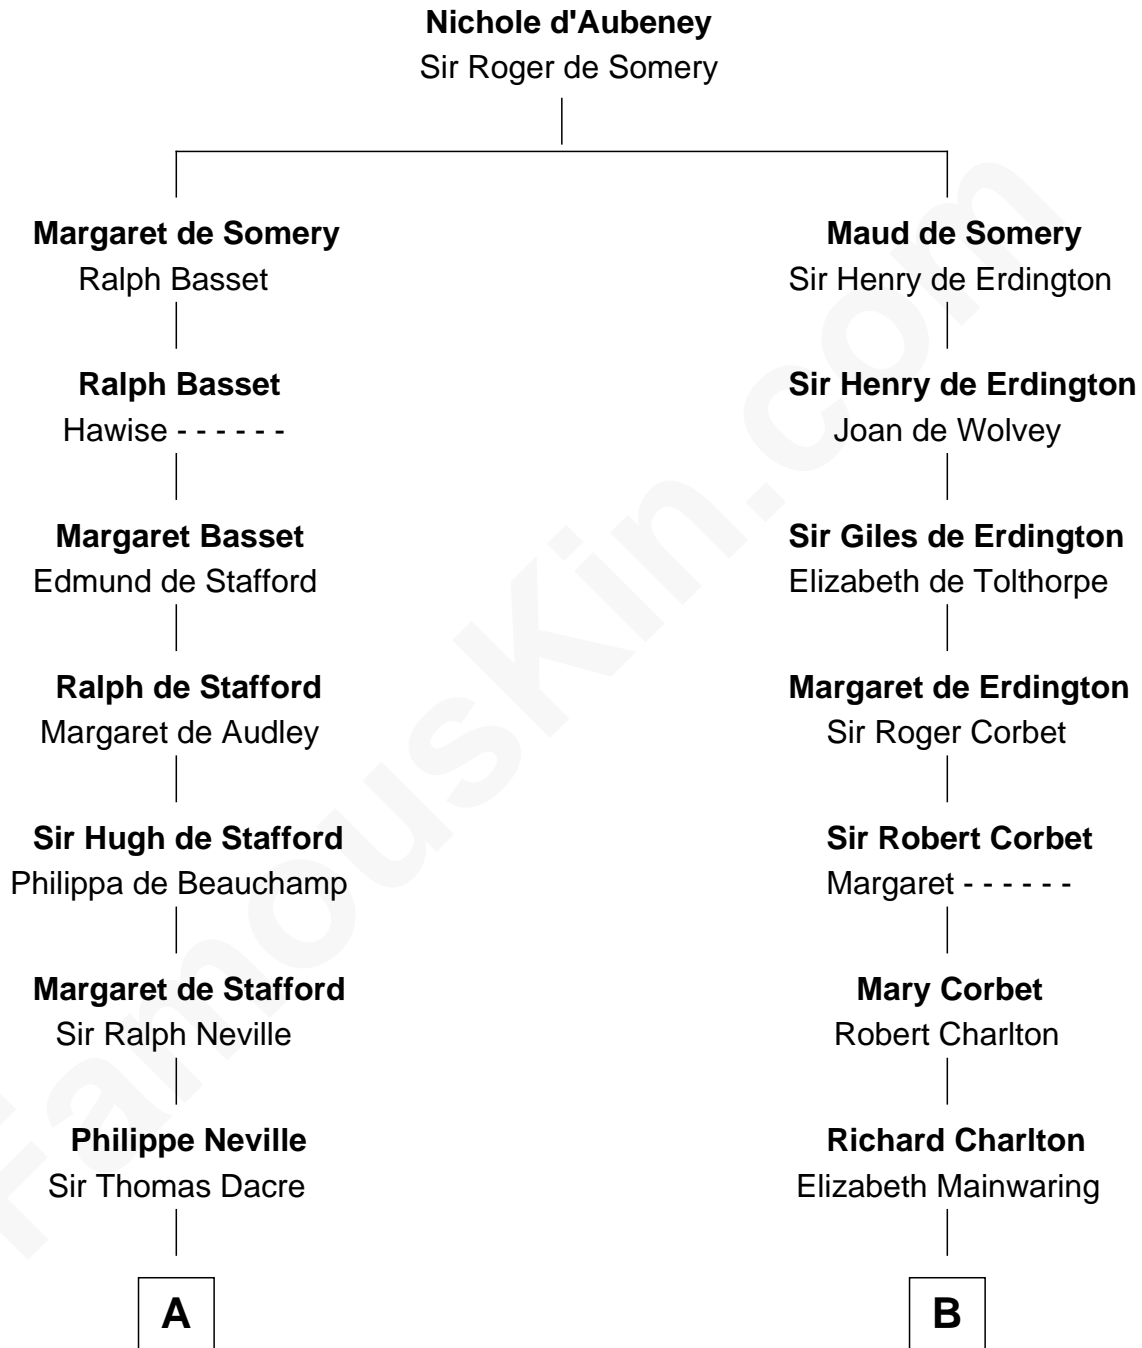 Nichole d'Aubeney
Sir Roger de Somery
Margaret de Somery
Ralph Basset
Maud de Somery
Sir Henry de Erdington
Ralph Basset
Hawise - - - - - -
Sir Henry de Erdington
Joan de Wolvey
Margaret Basset
Edmund de Stafford
Sir Giles de Erdington
Elizabeth de Tolthorpe
Ralph de Stafford
Margaret de Audley
Margaret de Erdington
Sir Roger Corbet
Sir Hugh de Stafford
Philippa de Beauchamp
Sir Robert Corbet
Margaret - - - - - -
Margaret de Stafford
Sir Ralph Neville
Mary Corbet
Robert Charlton
Philippe Neville
Sir Thomas Dacre
Richard Charlton
Elizabeth Mainwaring
A
B
FamousKin.com